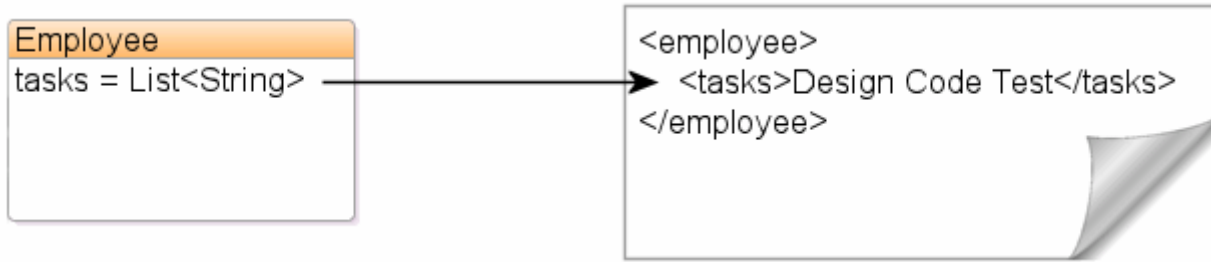 Employee
tasks = List<String>
<employee>
<tasks>Design Code Test</tasks>
</employee>